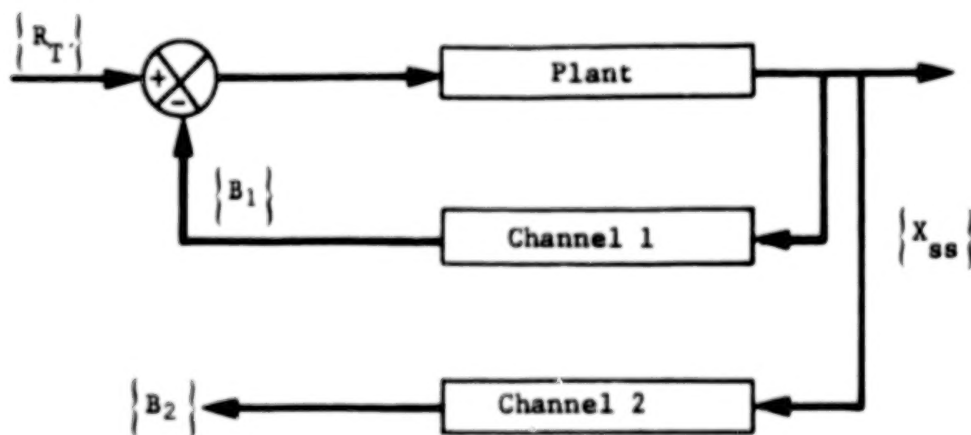 {R_T'}
+
-
Plant
{B_1}
Channel 1
{X_ss}
{B_2}
Channel 2